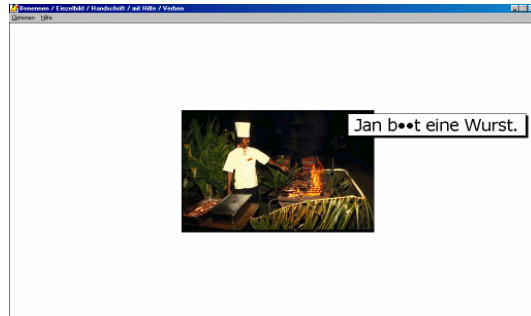 Benennen / Einzelbild / Handschrift / mit Hilfe / Verben
Optionen Hilfe
Jan b••t eine Wurst.